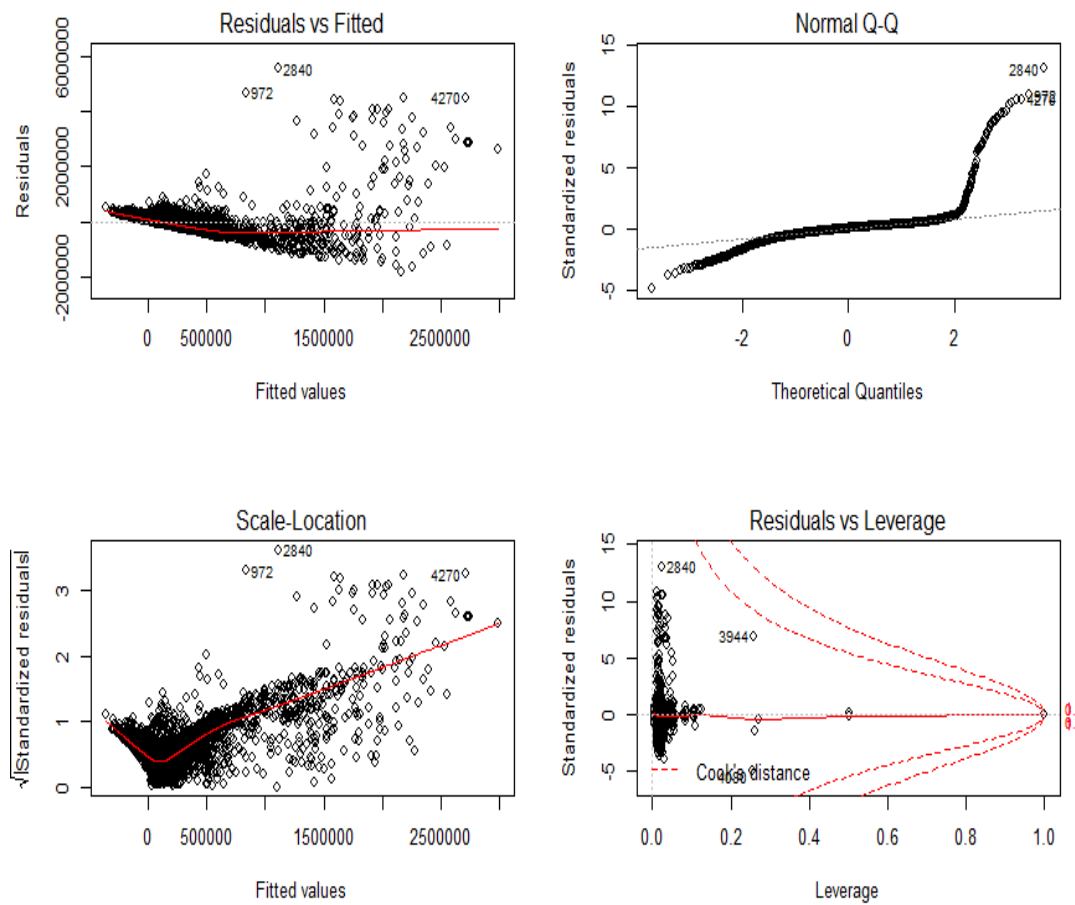 Residuals vs Fitted
Residuals
6000000
2000000
-2000000
2840
972
4270
0 500000 1500000 2500000
Fitted values
Normal Q-Q
Standardized residuals
15
10
5
0
-5
2840
972
4270
-2 0 2
Theoretical Quantiles
Scale-Location
√|Standardized residuals|
3
2
1
0
2840
972
4270
0 500000 1500000 2500000
Fitted values
Residuals vs Leverage
Standardized residuals
15
10
5
0
-5
2840
3944
Cook's distance
0.0 0.2 0.4 0.6 0.8 1.0
Leverage